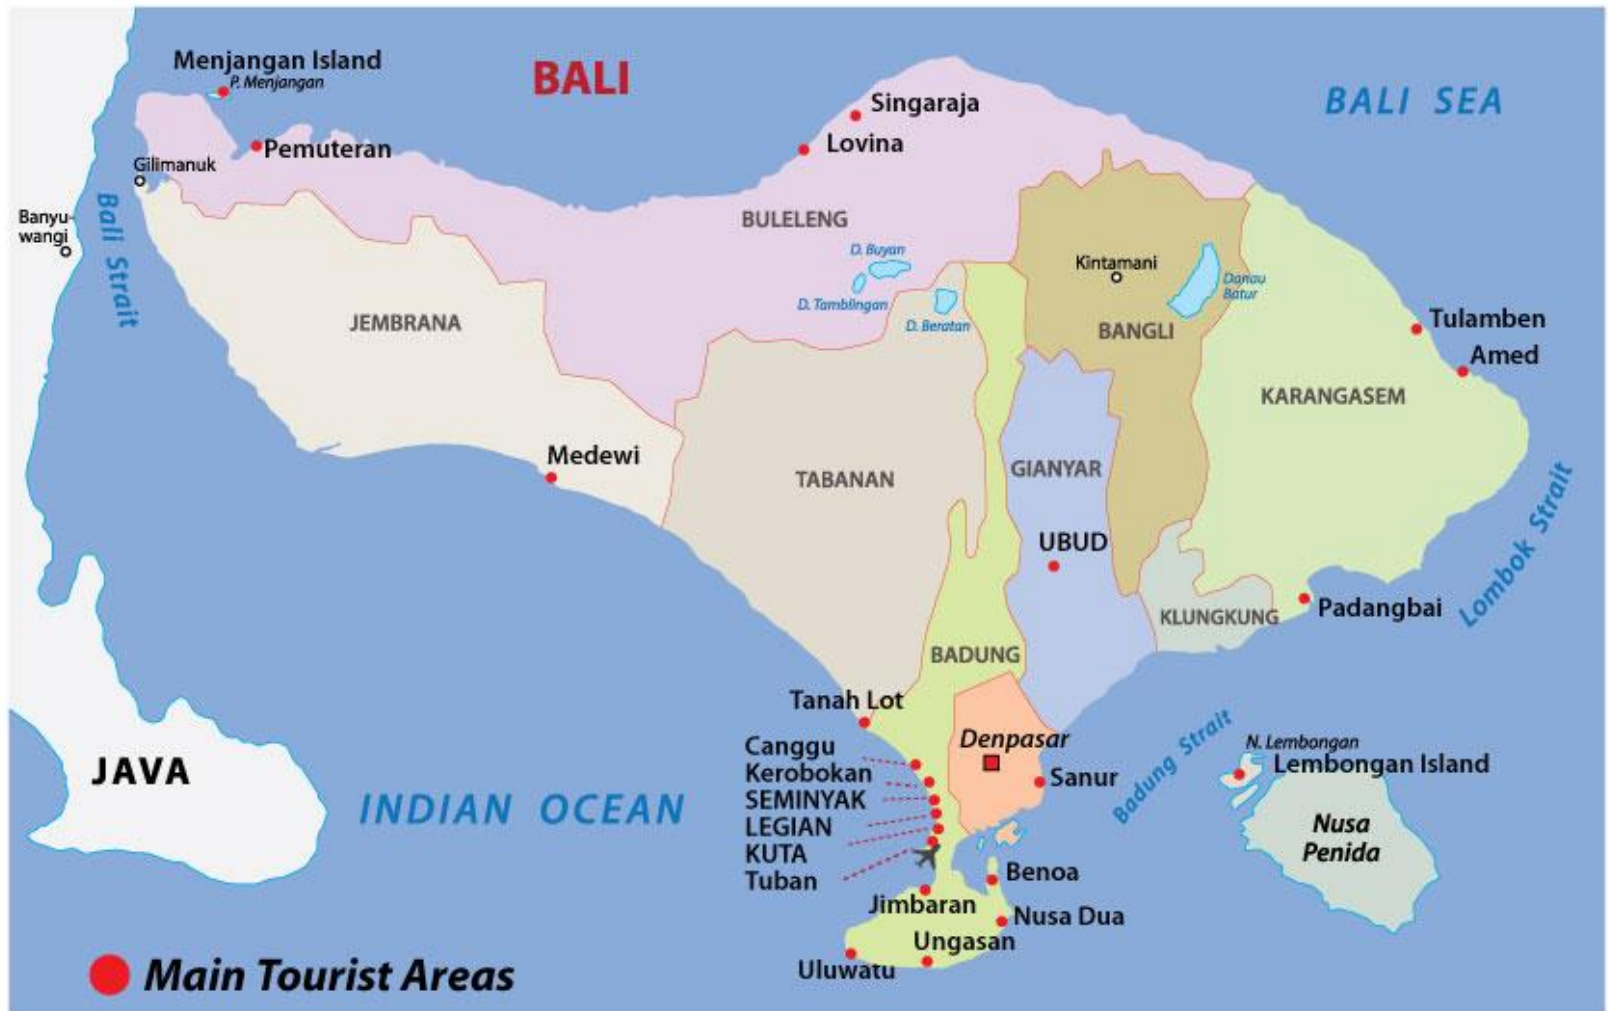 Menjangan Island
P. Menjangan
BALI
BALI SEA
Singaraja
Lovina
Pemuteran
Gilimanuk
Banyu-
wangi
Bali Strait
BULELENG
D. Buyan
D. Tamblingan
D. Beratan
Kintamani
Danau
Batur
BANGLI
JEMBRANA
Tulamben
Amed
KARANGASEM
Medewi
TABANAN
GIANYAR
UBUD
Lombok Strait
KLUNGKUNG
Padangbai
BADUNG
Tanah Lot
Canggu
Kerobokan
SEMINYAK
LEGIAN
KUTA
Tuban
Denpasar
Sanur
Badung Strait
N. Lembongan
Lembongan Island
Nusa
Penida
JAVA
INDIAN OCEAN
Benoa
Jimbaran
Nusa Dua
Ungasan
Uluwatu
Main Tourist Areas